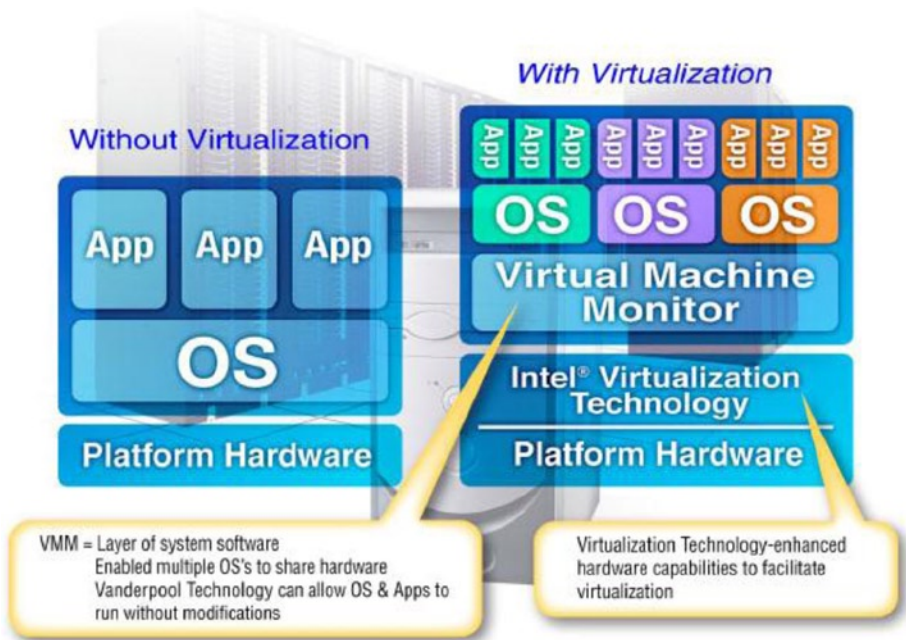 Without Virtualization
App App App
OS
Platform Hardware
With Virtualization
App App App App App App App App App
OS OS OS
Virtual Machine
Monitor
Intel® Virtualization
Technology
Platform Hardware
VMM = Layer of system software
Enabled multiple OS's to share hardware
Vanderpool Technology can allow OS & Apps to
run without modifications
Virtualization Technology-enhanced
hardware capabilities to facilitate
virtualization